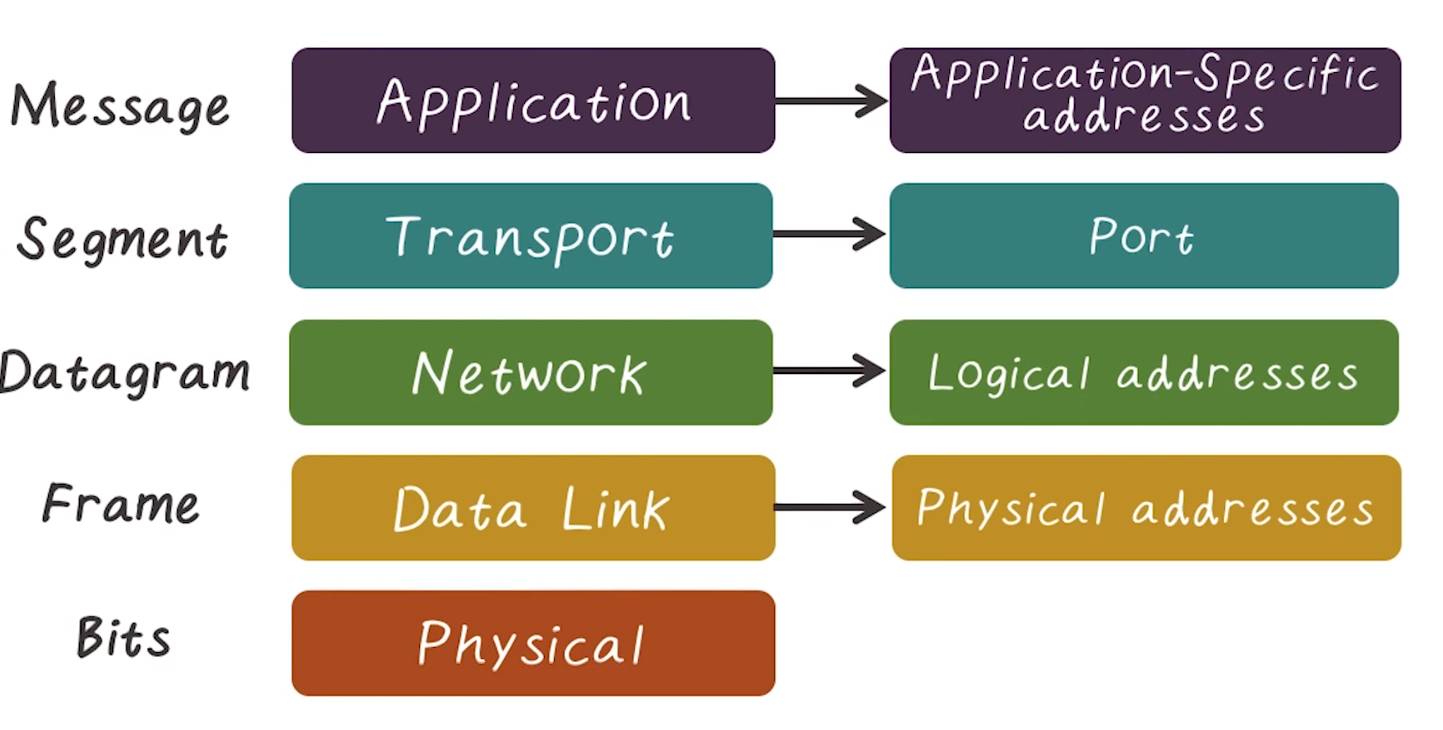 Message
Application
Application-Specific
addresses
Segment
Transport
Port
Datagram
Network
Logical addresses
Frame
Data Link
Physical addresses
Bits
Physical